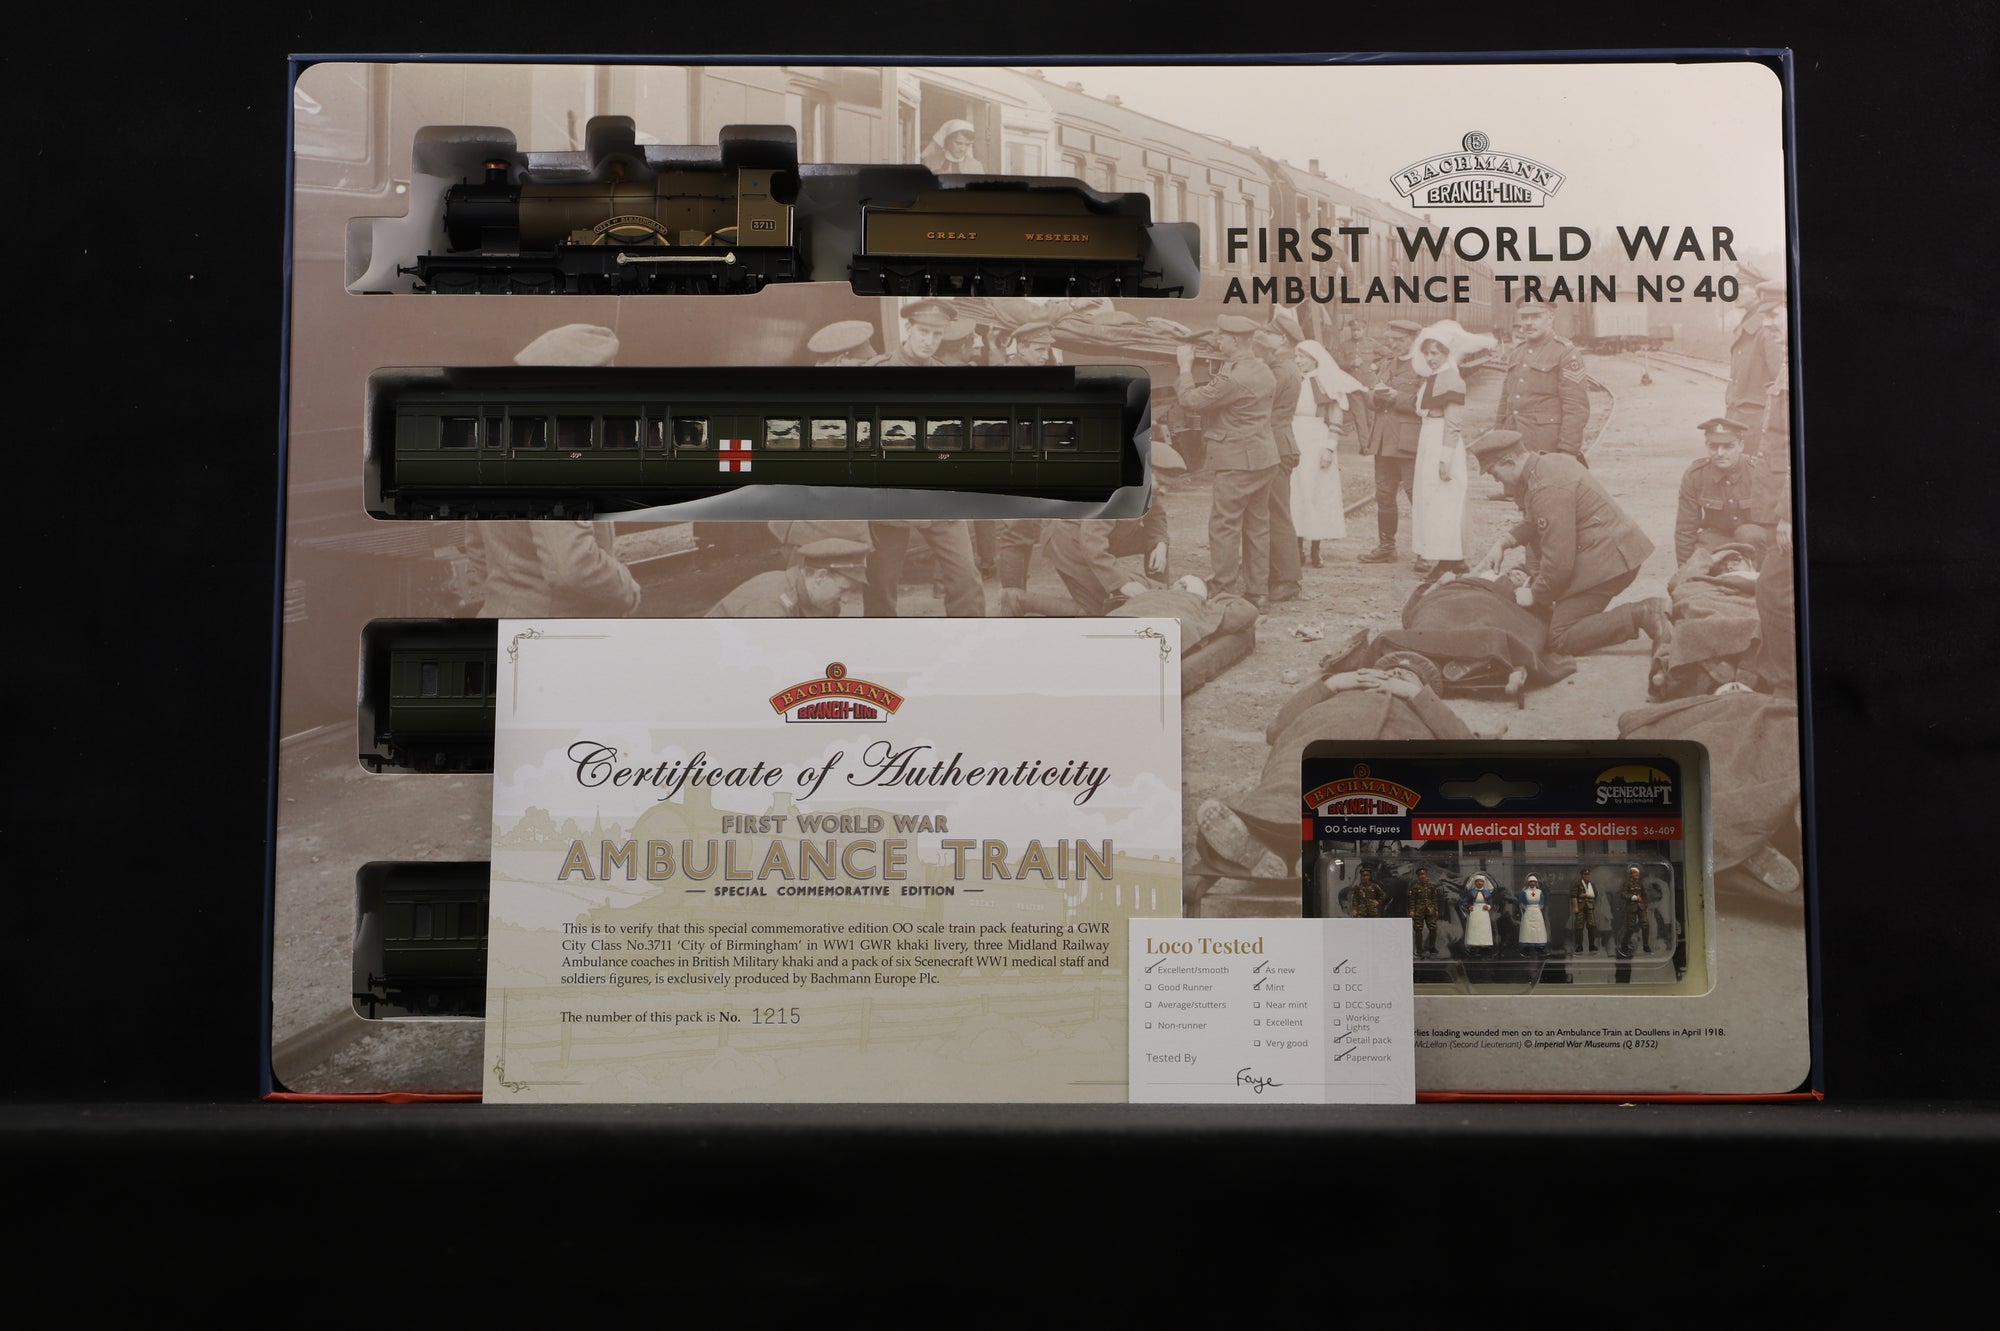 BACHMANN
BRANCH-LINE
FIRST WORLD WAR
AMBULANCE TRAIN Nº 40
CITY OF BIRMINGHAM
3711
GREAT WESTERN
BACHMANN
BRANCH-LINE
Certificate of Authenticity
FIRST WORLD WAR
AMBULANCE TRAIN
— SPECIAL COMMEMORATIVE EDITION —
This is to verify that this special commemorative edition OO scale train pack featuring a GWR
City Class No.3711 ‘City of Birmingham’ in WW1 GWR khaki livery, three Midland Railway
Ambulance coaches in British Military khaki and a pack of six Scenecraft WW1 medical staff and
soldiers figures, is exclusively produced by Bachmann Europe Plc.
The number of this pack is No. 1215
BACHMANN
BRANCH-LINE
SCENECRAFT
by Bachmann
OO Scale Figures WW1 Medical Staff & Soldiers 36-409
Loco Tested
Excellent/smooth As new DC
Good Runner Mint DCC
Average/stutters Near mint DCC Sound
Non-runner Excellent Working
Lights
Very good Detail pack
Tested By Paperwork
Faye
rlies loading wounded men on to an Ambulance Train at Doullens in April 1918.
McLellan (Second Lieutenant) © Imperial War Museums (Q 8752)